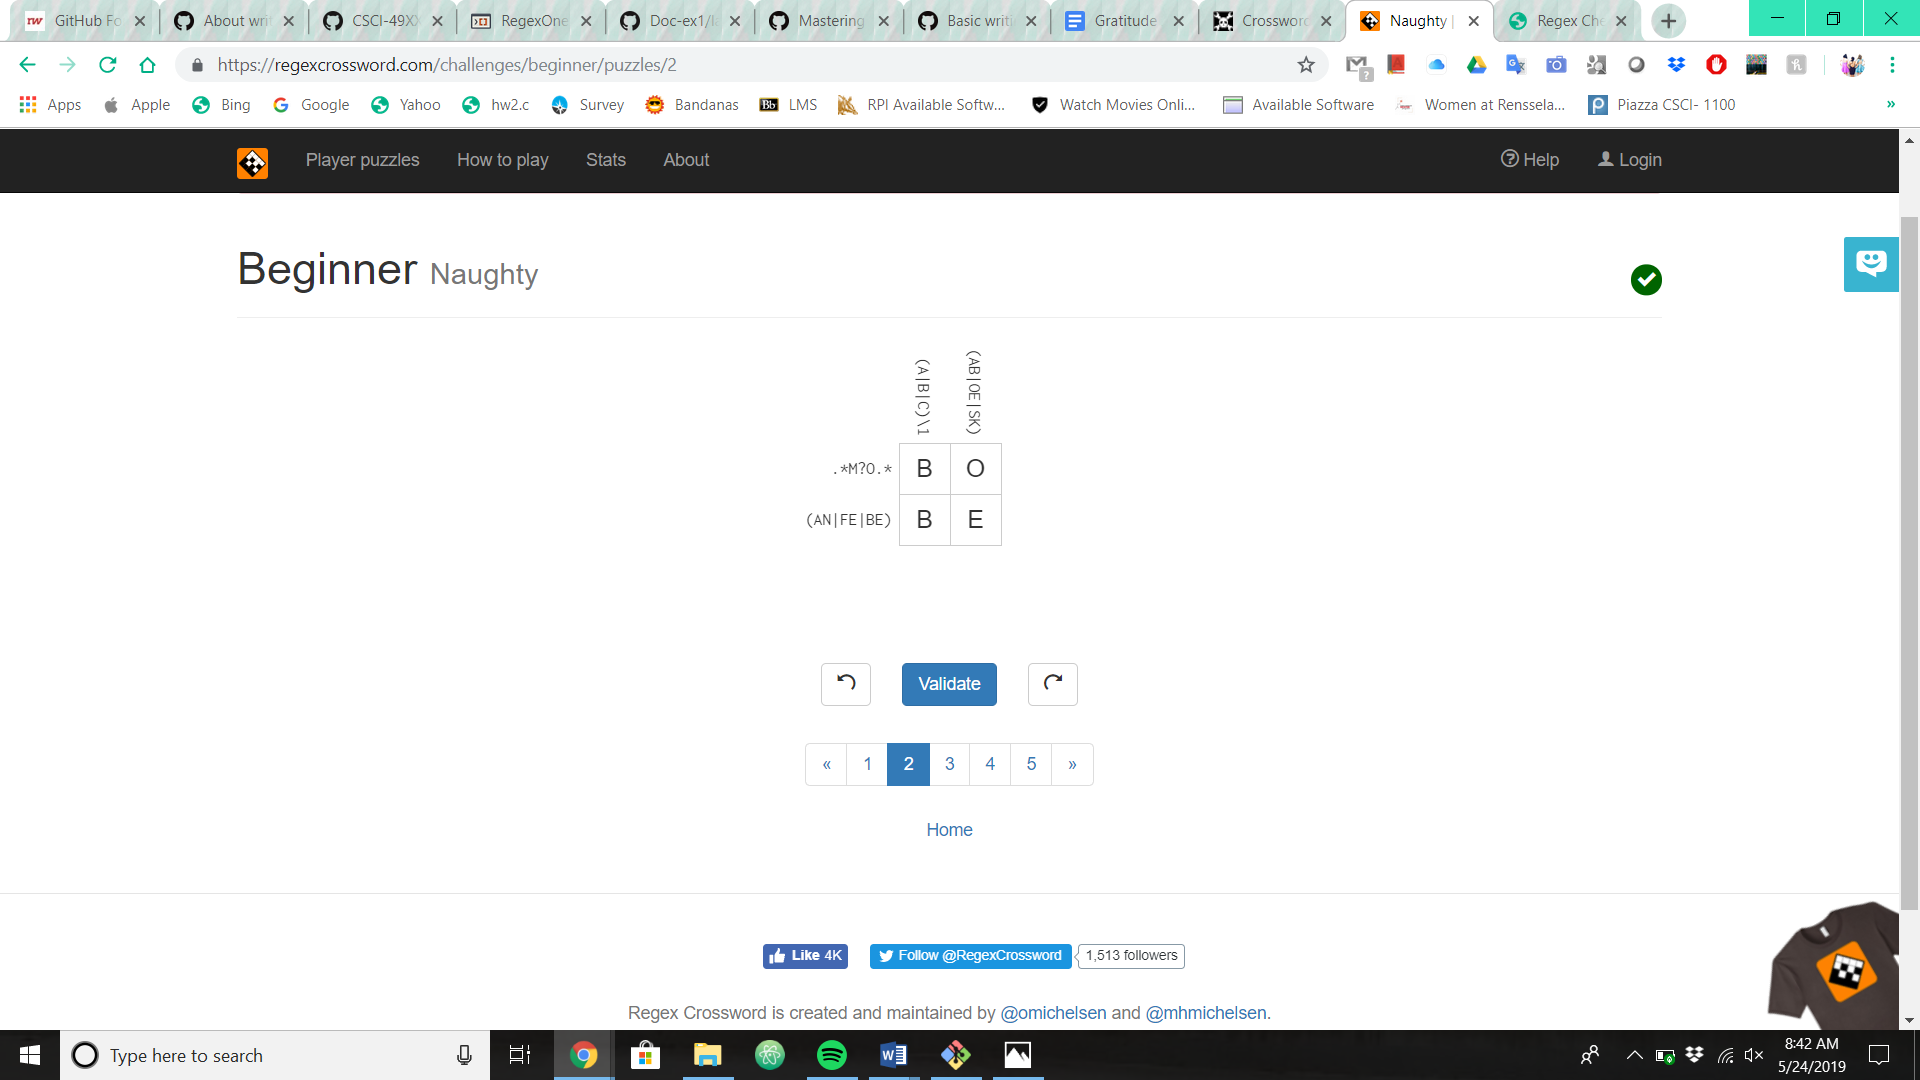 GitHub Fo
About writ
CSCI-49XX
RegexOne
Doc-ex1/la
Mastering
Basic writi
Gratitude
Crossword
Naughty |
Regex Che
https://regexcrossword.com/challenges/beginner/puzzles/2
Apps Apple Bing Google Yahoo hw2.c Survey Bandanas Bb LMS RPI Available Softw... Watch Movies Onli... Available Software Women at Renssela... Piazza CSCI- 1100 »
Player puzzles How to play Stats About Help Login
Beginner Naughty
(A|B|C)\1
(AB|OE|SK)
.*M?O.* B O
(AN|FE|BE) B E
Validate
« 1 2 3 4 5 »
Home
Like 4K Follow @RegexCrossword 1,513 followers
Regex Crossword is created and maintained by @omichelsen and @mhmichelsen.
Type here to search
8:42 AM
5/24/2019